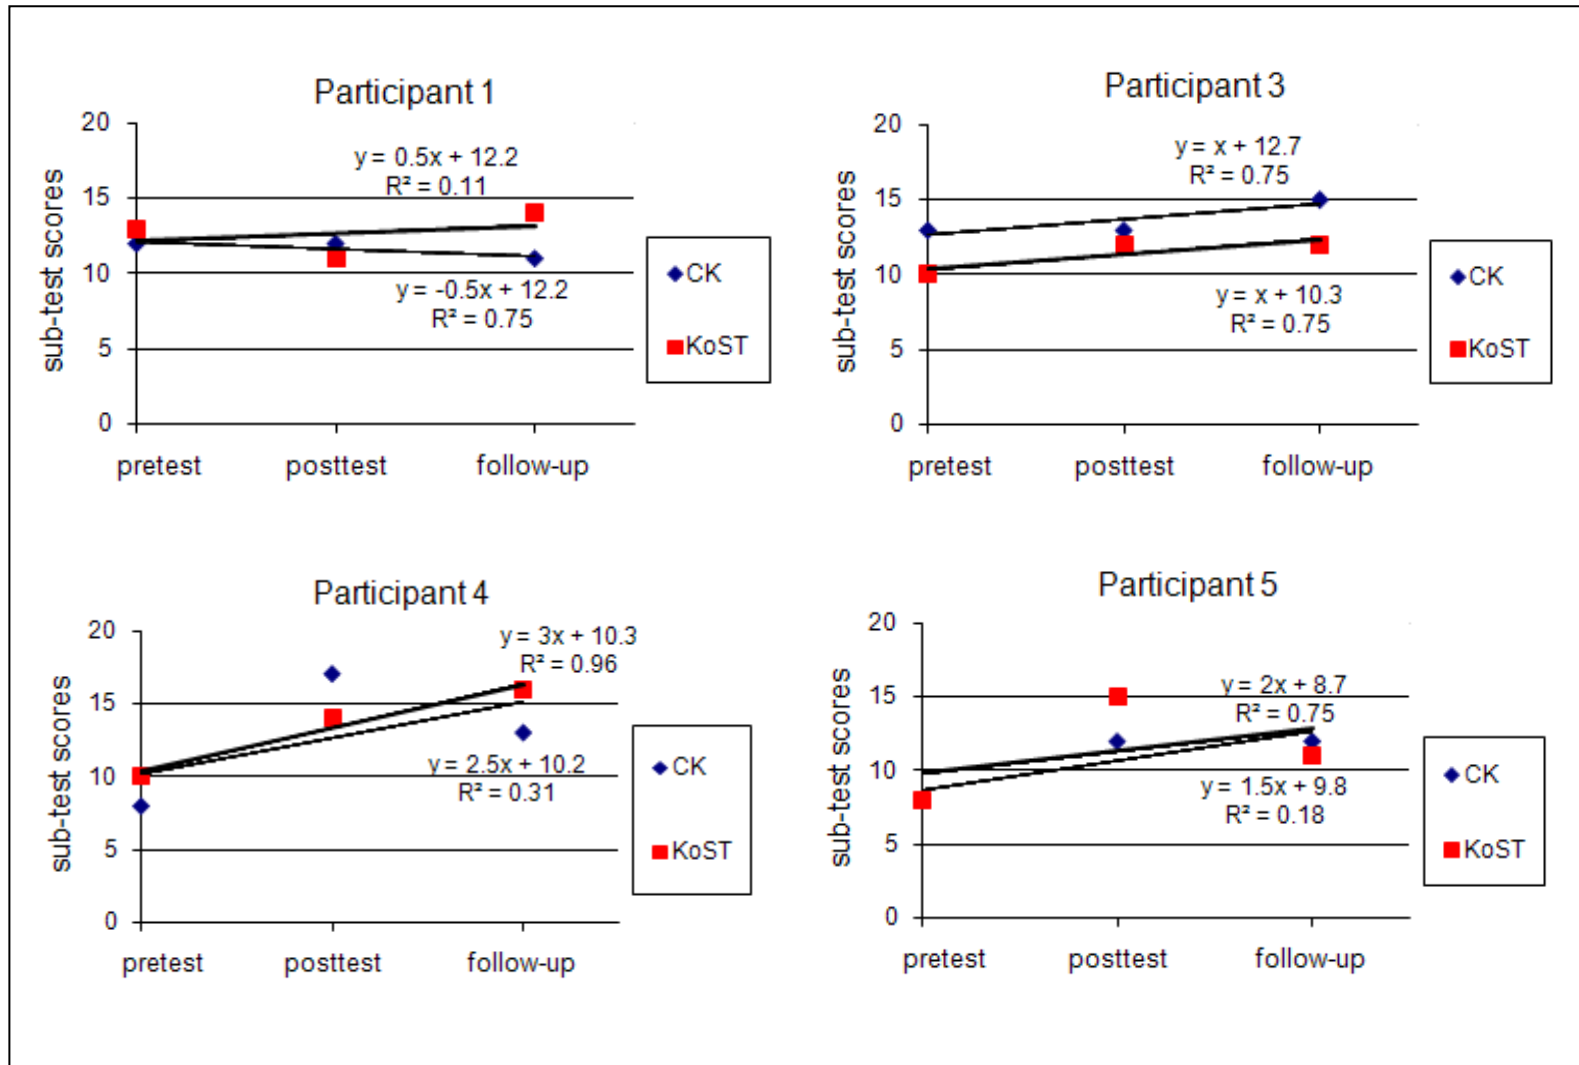 Participant 1
20
15
10
5
0
sub-test scores
y = 0.5x + 12.2
R² = 0.11
y = -0.5x + 12.2
R² = 0.75
pretest posttest follow-up
CK
KoST
Participant 3
20
15
10
5
0
sub-test scores
y = x + 12.7
R² = 0.75
y = x + 10.3
R² = 0.75
pretest posttest follow-up
CK
KoST
Participant 4
20
15
10
5
0
sub-test scores
y = 3x + 10.3
R² = 0.96
y = 2.5x + 10.2
R² = 0.31
pretest posttest follow-up
CK
KoST
Participant 5
20
15
10
5
0
sub-test scores
y = 2x + 8.7
R² = 0.75
y = 1.5x + 9.8
R² = 0.18
pretest posttest follow-up
CK
KoST